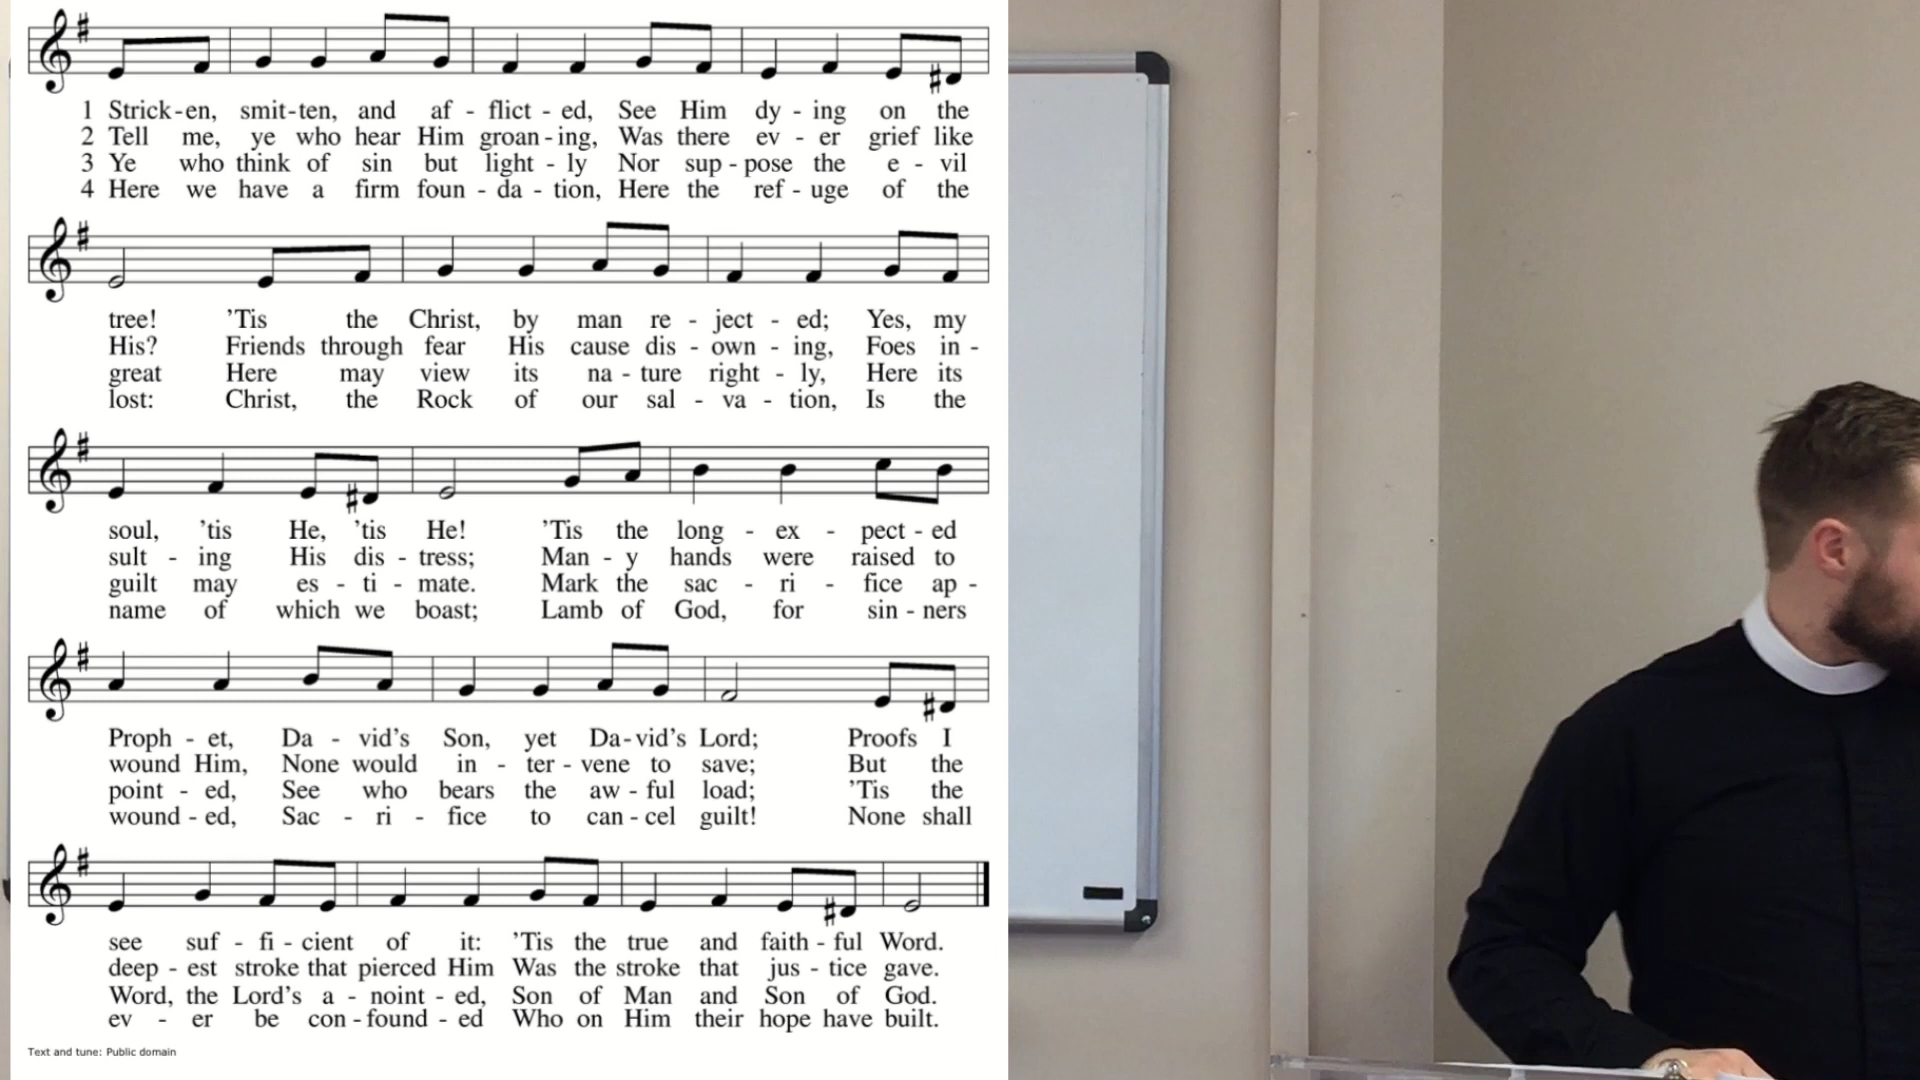 1 Strick-en, smit-ten, and af - flict - ed, See Him dy - ing on the
2 Tell me, ye who hear Him groan - ing, Was there ev - er grief like
3 Ye who think of sin but light - ly Nor sup - pose the e - vil
4 Here we have a firm foun - da - tion, Here the ref - uge of the
tree! ’Tis the Christ, by man re - ject - ed; Yes, my
His? Friends through fear His cause dis - own - ing, Foes in -
great Here may view its na - ture right - ly, Here its
lost: Christ, the Rock of our sal - va - tion, Is the
soul, ’tis He, ’tis He! ’Tis the long - ex - pect - ed
sult - ing His dis - tress; Man - y hands were raised to
guilt may es - ti - mate. Mark the sac - ri - fice ap -
name of which we boast; Lamb of God, for sin - ners
Proph - et, Da - vid’s Son, yet Da - vid’s Lord; Proofs I
wound Him, None would in - ter - vene to save; But the
point - ed, See who bears the aw - ful load; ’Tis the
wound - ed, Sac - ri - fice to can - cel guilt! None shall
see suf - fi - cient of it: ’Tis the true and faith - ful Word.
deep - est stroke that pierced Him Was the stroke that jus - tice gave.
Word, the Lord’s a - noint - ed, Son of Man and Son of God.
ev - er be con - found - ed Who on Him their hope have built.
Text and tune: Public domain